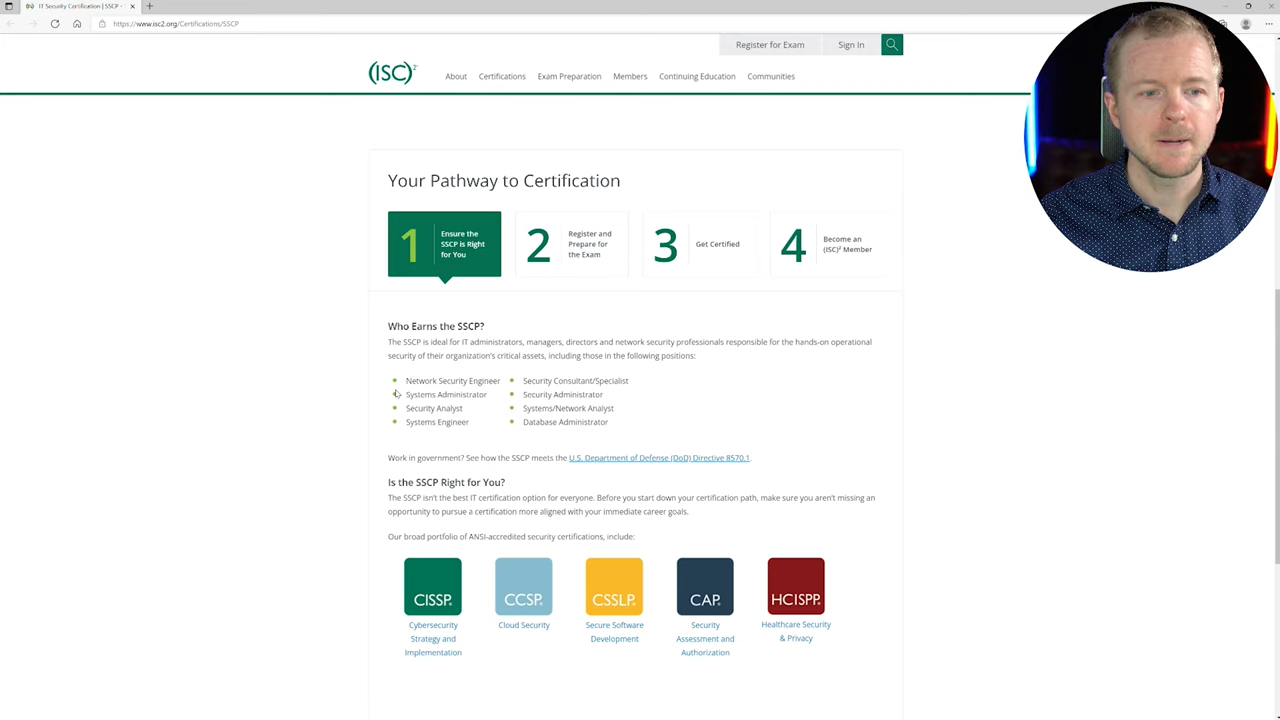 IT Security Certification | SSCP -
https://www.isc2.org/Certifications/SSCP
Register for Exam
Sign In
(ISC)²
About
Certifications
Exam Preparation
Members
Continuing Education
Communities
Your Pathway to Certification
1
Ensure the
SSCP is Right
for You
2
Register and
Prepare for
the Exam
3
Get Certified
4
Become an
(ISC)² Member
Who Earns the SSCP?
The SSCP is ideal for IT administrators, managers, directors and network security professionals responsible for the hands-on operational
security of their organization's critical assets, including those in the following positions:
Network Security Engineer
Systems Administrator
Security Analyst
Systems Engineer
Security Consultant/Specialist
Security Administrator
Systems/Network Analyst
Database Administrator
Work in government? See how the SSCP meets the U.S. Department of Defense (DoD) Directive 8570.1.
Is the SSCP Right for You?
The SSCP isn't the best IT certification option for everyone. Before you start down your certification path, make sure you aren't missing an
opportunity to pursue a certification more aligned with your immediate career goals.
Our broad portfolio of ANSI-accredited security certifications, include:
CISSP®
CCSP®
CSSLP®
CAP®
HCISPP®
Cybersecurity
Strategy and
Implementation
Cloud Security
Secure Software
Development
Security
Assessment and
Authorization
Healthcare Security
& Privacy